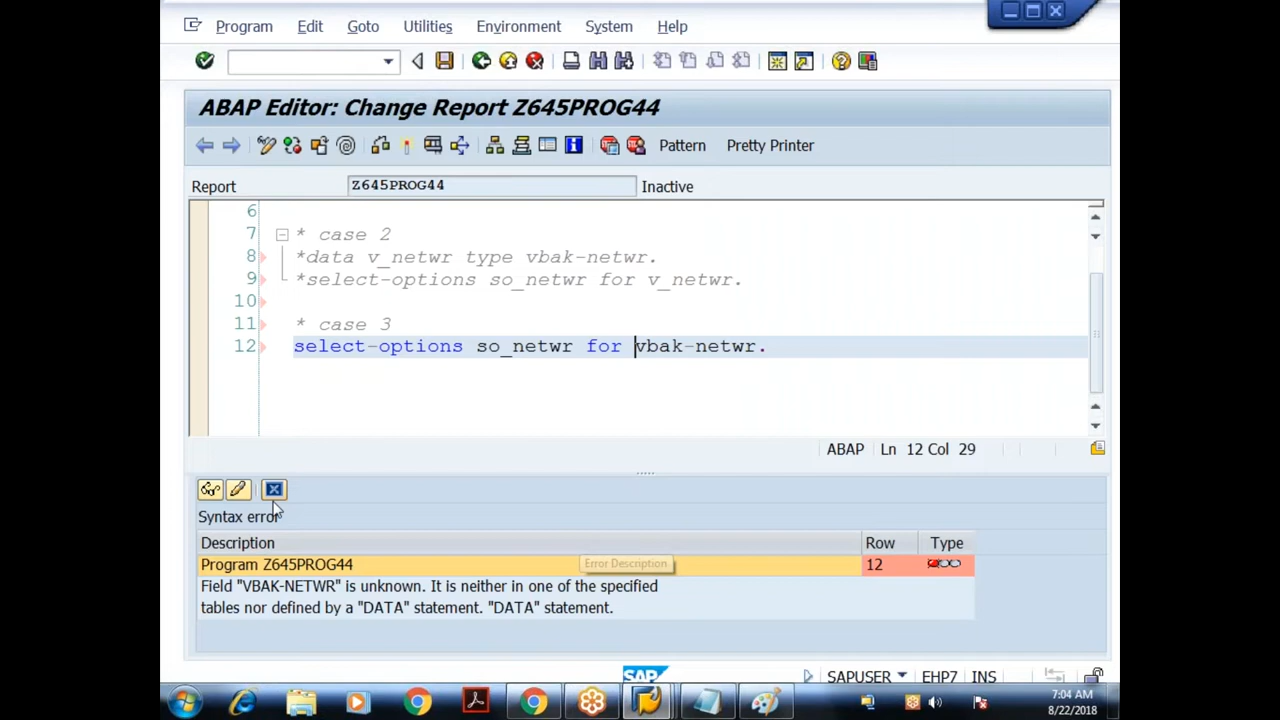 Program Edit Goto Utilities Environment System Help
ABAP Editor: Change Report Z645PROG44
Pattern Pretty Printer
Report Z645PROG44 Inactive
6
7 * case 2
8 *data v_netwr type vbak-netwr.
9 *select-options so_netwr for v_netwr.
10
11 * case 3
12 select-options so_netwr for vbak-netwr.
ABAP Ln 12 Col 29
Syntax error
Description Row Type
Program Z645PROG44 Error Description 12
Field "VBAK-NETWR" is unknown. It is neither in one of the specified
tables nor defined by a "DATA" statement. "DATA" statement.
SAP SAPUSER EHP7 INS
7:04 AM
8/22/2018